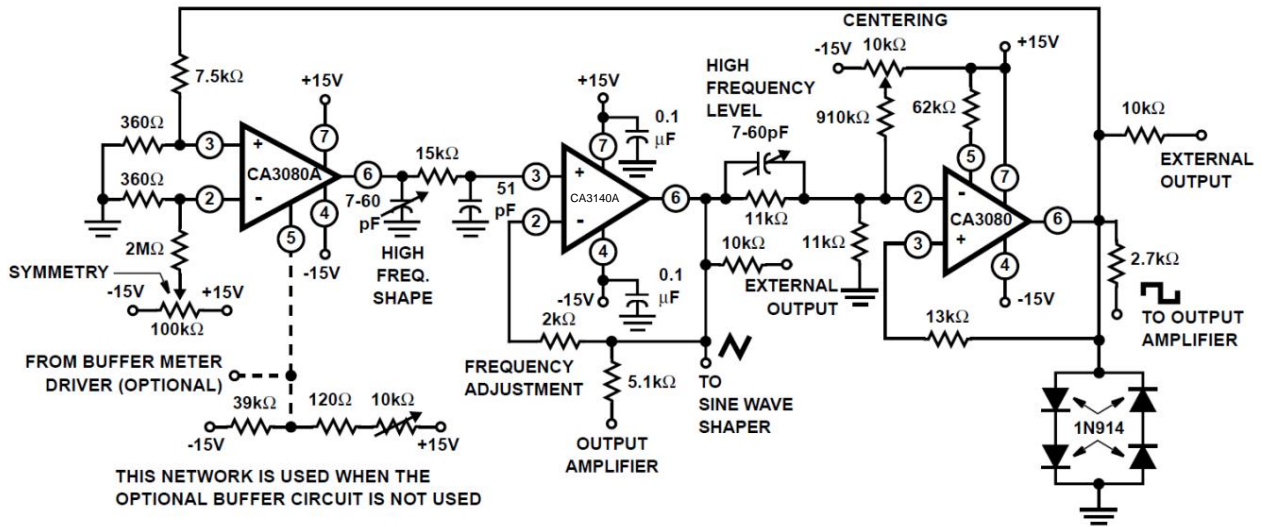 CENTERING
-15V
10kΩ
+15V
7.5kΩ
+15V
+15V
0.1
μF
HIGH
FREQUENCY
LEVEL
7-60pF
910kΩ
62kΩ
10kΩ
EXTERNAL
OUTPUT
360Ω
3
+
7
CA3080A
6
15kΩ
3
+
7
CA3140A
6
5
7
360Ω
2
-
4
5
7-60
pF
51
pF
2
-
4
11kΩ
11kΩ
2
-
CA3080
6
3
+
4
2MΩ
-15V
HIGH
FREQ.
SHAPE
0.1
μF
-15V
10kΩ
EXTERNAL
OUTPUT
-15V
2.7kΩ
TO OUTPUT
AMPLIFIER
SYMMETRY
-15V
+15V
100kΩ
2kΩ
13kΩ
FROM BUFFER METER
DRIVER (OPTIONAL)
FREQUENCY
ADJUSTMENT
5.1kΩ
TO
SINE WAVE
SHAPER
39kΩ
120Ω
10kΩ
-15V
+15V
OUTPUT
AMPLIFIER
1N914
THIS NETWORK IS USED WHEN THE
OPTIONAL BUFFER CIRCUIT IS NOT USED